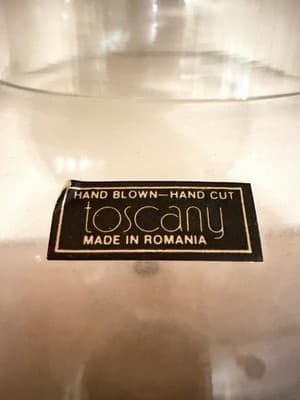 HAND BLOWN—HAND CUT
toscany
MADE IN ROMANIA